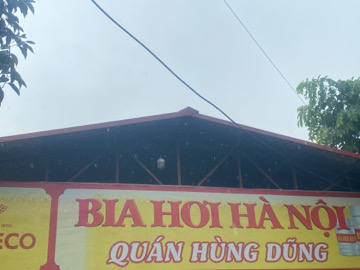 BIA HƠI HÀ NỘI
ECO
QUÁN HÙNG DŨNG